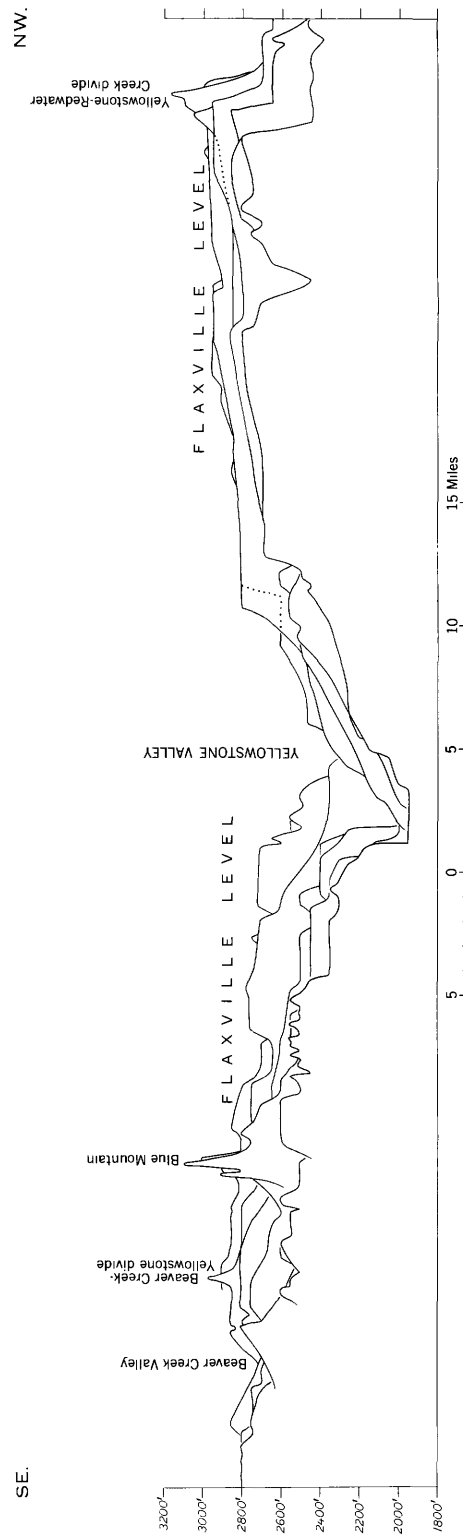 SE.
NW.
Beaver Creek Valley
Beaver Creek-
Yellowstone divide
Blue Mountain
FLAXVILLE LEVEL
YELLOWSTONE VALLEY
FLAXVILLE LEVEL
Yellowstone-Redwater
Creek divide
3200'
3000'
2800'
2600'
2400'
2200'
2000'
1800'
5
0
5
10
15 Miles